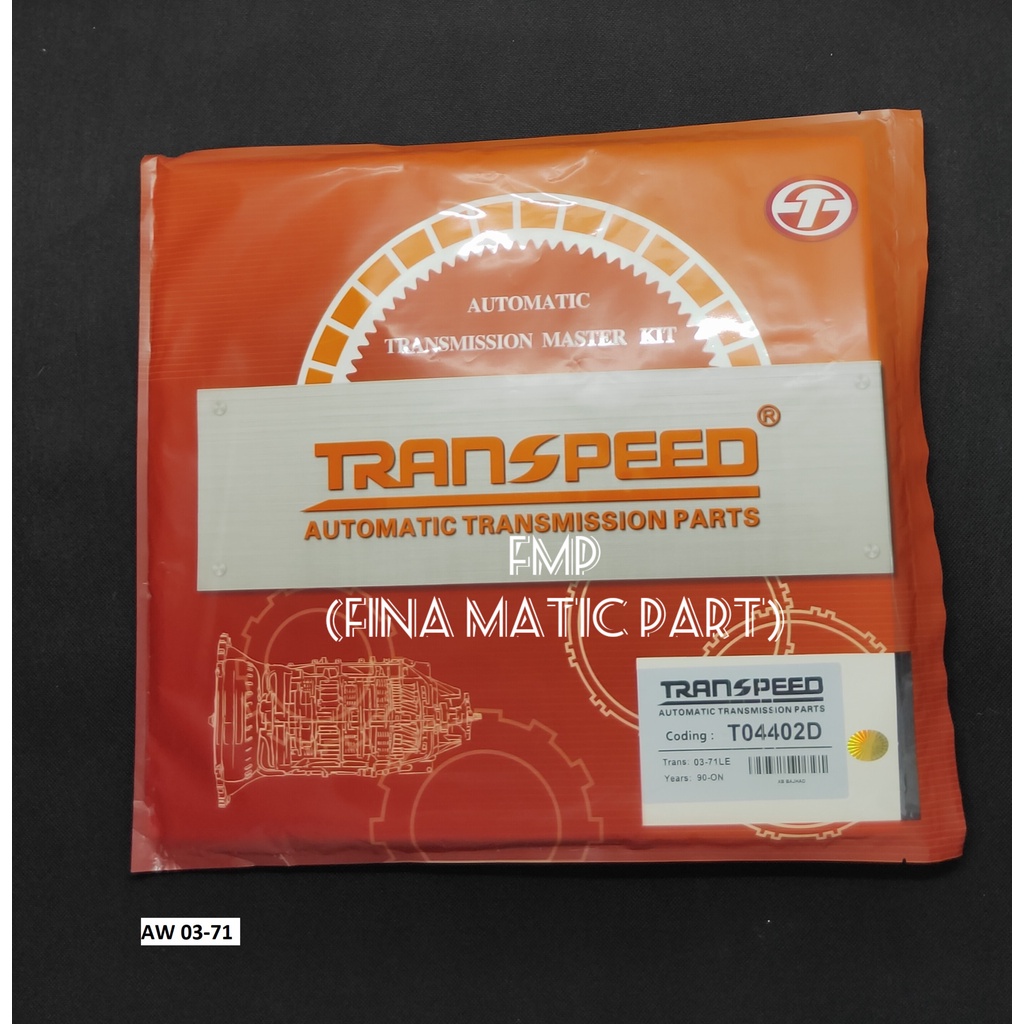 AUTOMATIC
TRANSMISSION MASTER KIT
TRANSPEED®
AUTOMATIC TRANSMISSION PARTS
FMP
(FINA MATIC PART)
TRANSPEED
AUTOMATIC TRANSMISSION PARTS
Coding : T04402D
Trans: 03-71LE
Years: 90-ON
AW 03-71